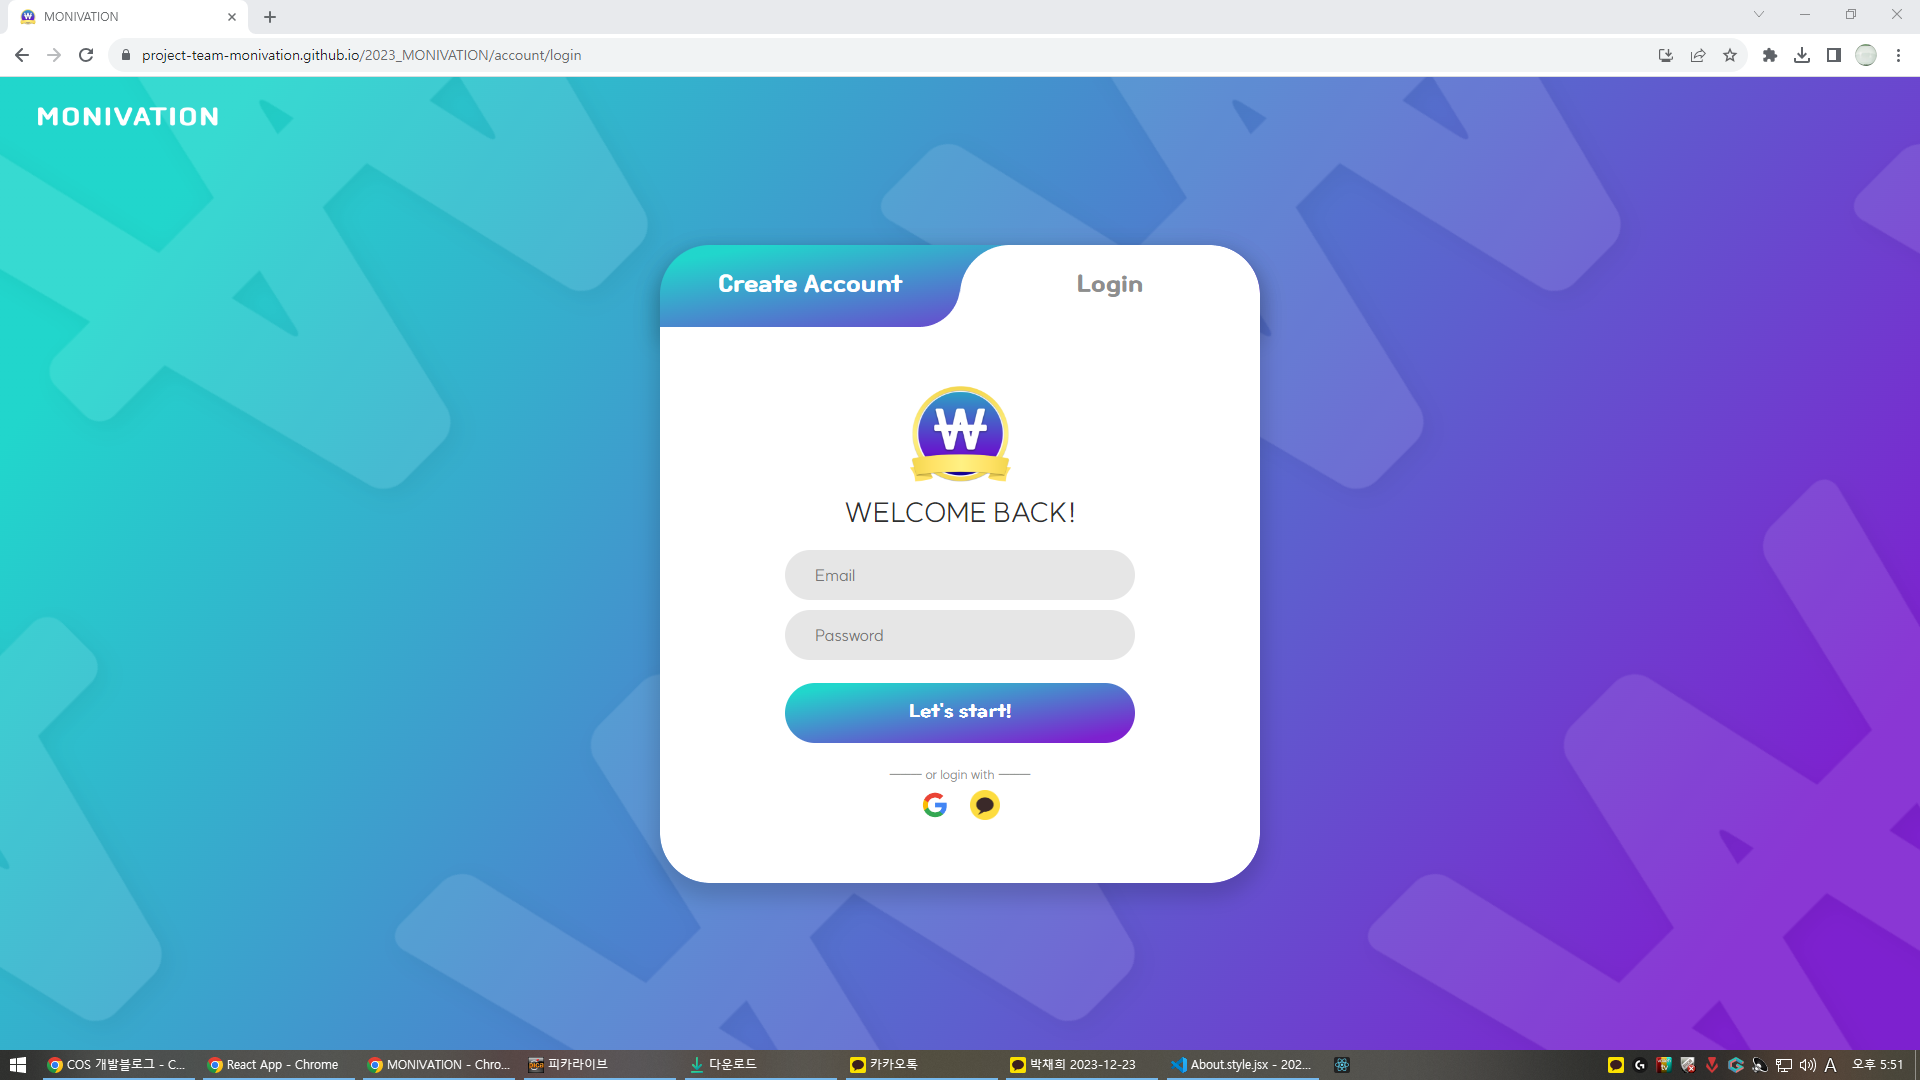 MONIVATION
project-team-monivation.github.io/2023_MONIVATION/account/login
MONIVATION
Create Account
Login
₩
WELCOME BACK!
Email
Password
Let's start!
or login with
COS 개발블로그 - C...
React App - Chrome
MONIVATION - Chro...
피카라이브
다운로드
카카오톡
박채희 2023-12-23
About.style.jsx - 202...
A
오후 5:51